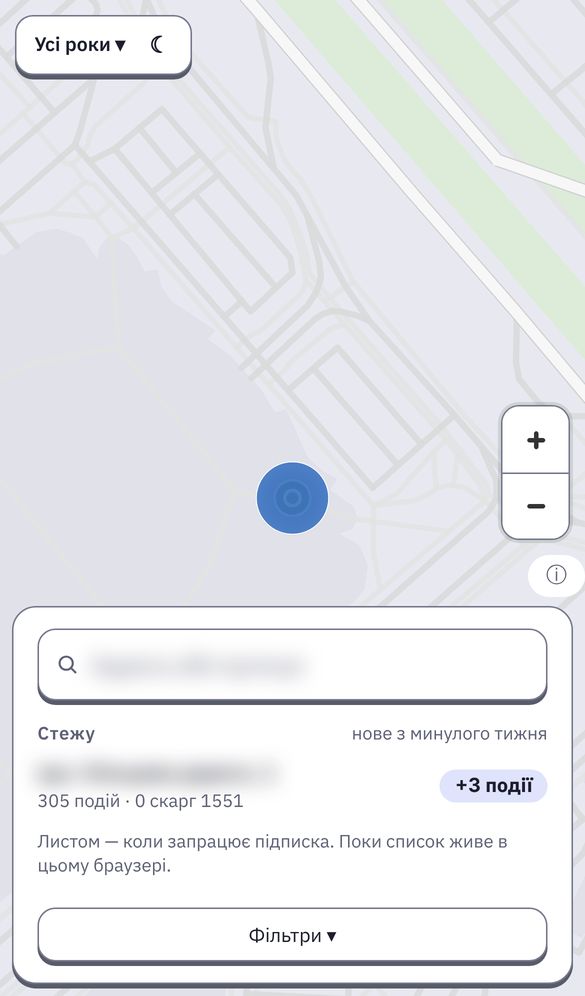 Усі роки ▾
Стежу
нове з минулого тижня
+3 події
305 подій · 0 скарг 1551
Листом — коли запрацює підписка. Поки список живе в
цьому браузері.
Фільтри ▾